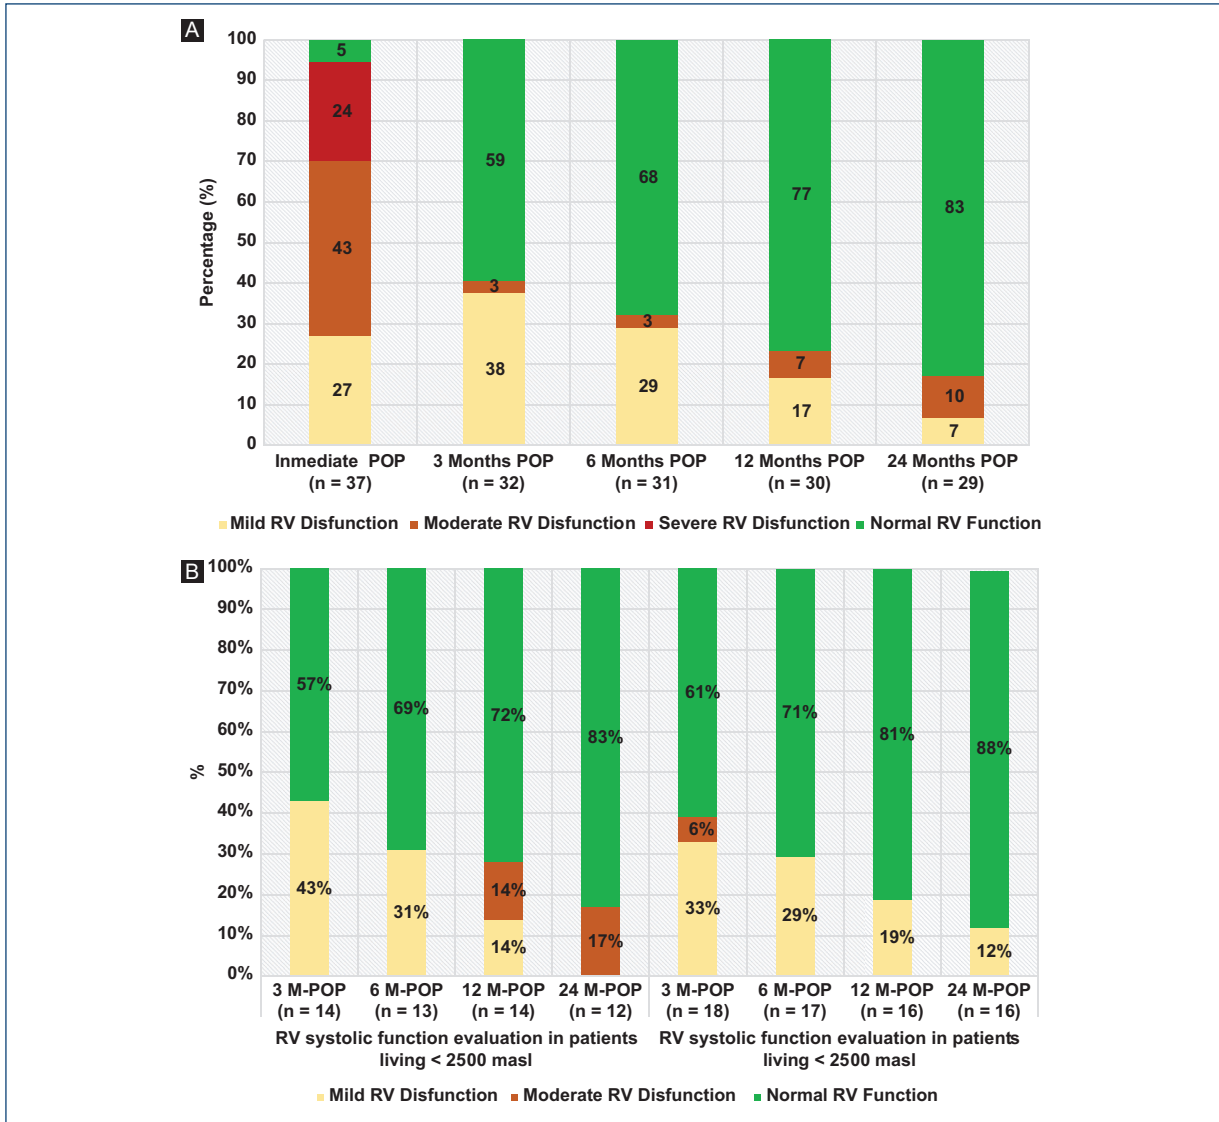 A
100
90
80
70
60
50
40
30
20
10
0
Percentage (%)
5
24
43
27
59
3
38
68
3
29
77
7
17
83
10
7
Inmediate POP
(n = 37)
3 Months POP
(n = 32)
6 Months POP
(n = 31)
12 Months POP
(n = 30)
24 Months POP
(n = 29)
Mild RV Disfunction Moderate RV Disfunction Severe RV Disfunction Normal RV Function
B
100%
90%
80%
70%
60%
50%
40%
30%
20%
10%
0%
%
57%
43%
69%
31%
72%
14%
14%
83%
17%
61%
6%
33%
71%
29%
81%
19%
88%
12%
3 M-POP
(n = 14)
6 M-POP
(n = 13)
12 M-POP
(n = 14)
24 M-POP
(n = 12)
3 M-POP
(n = 18)
6 M-POP
(n = 17)
12 M-POP
(n = 16)
24 M-POP
(n = 16)
RV systolic function evaluation in patients
living < 2500 masl
RV systolic function evaluation in patients
living < 2500 masl
Mild RV Disfunction Moderate RV Disfunction Normal RV Function